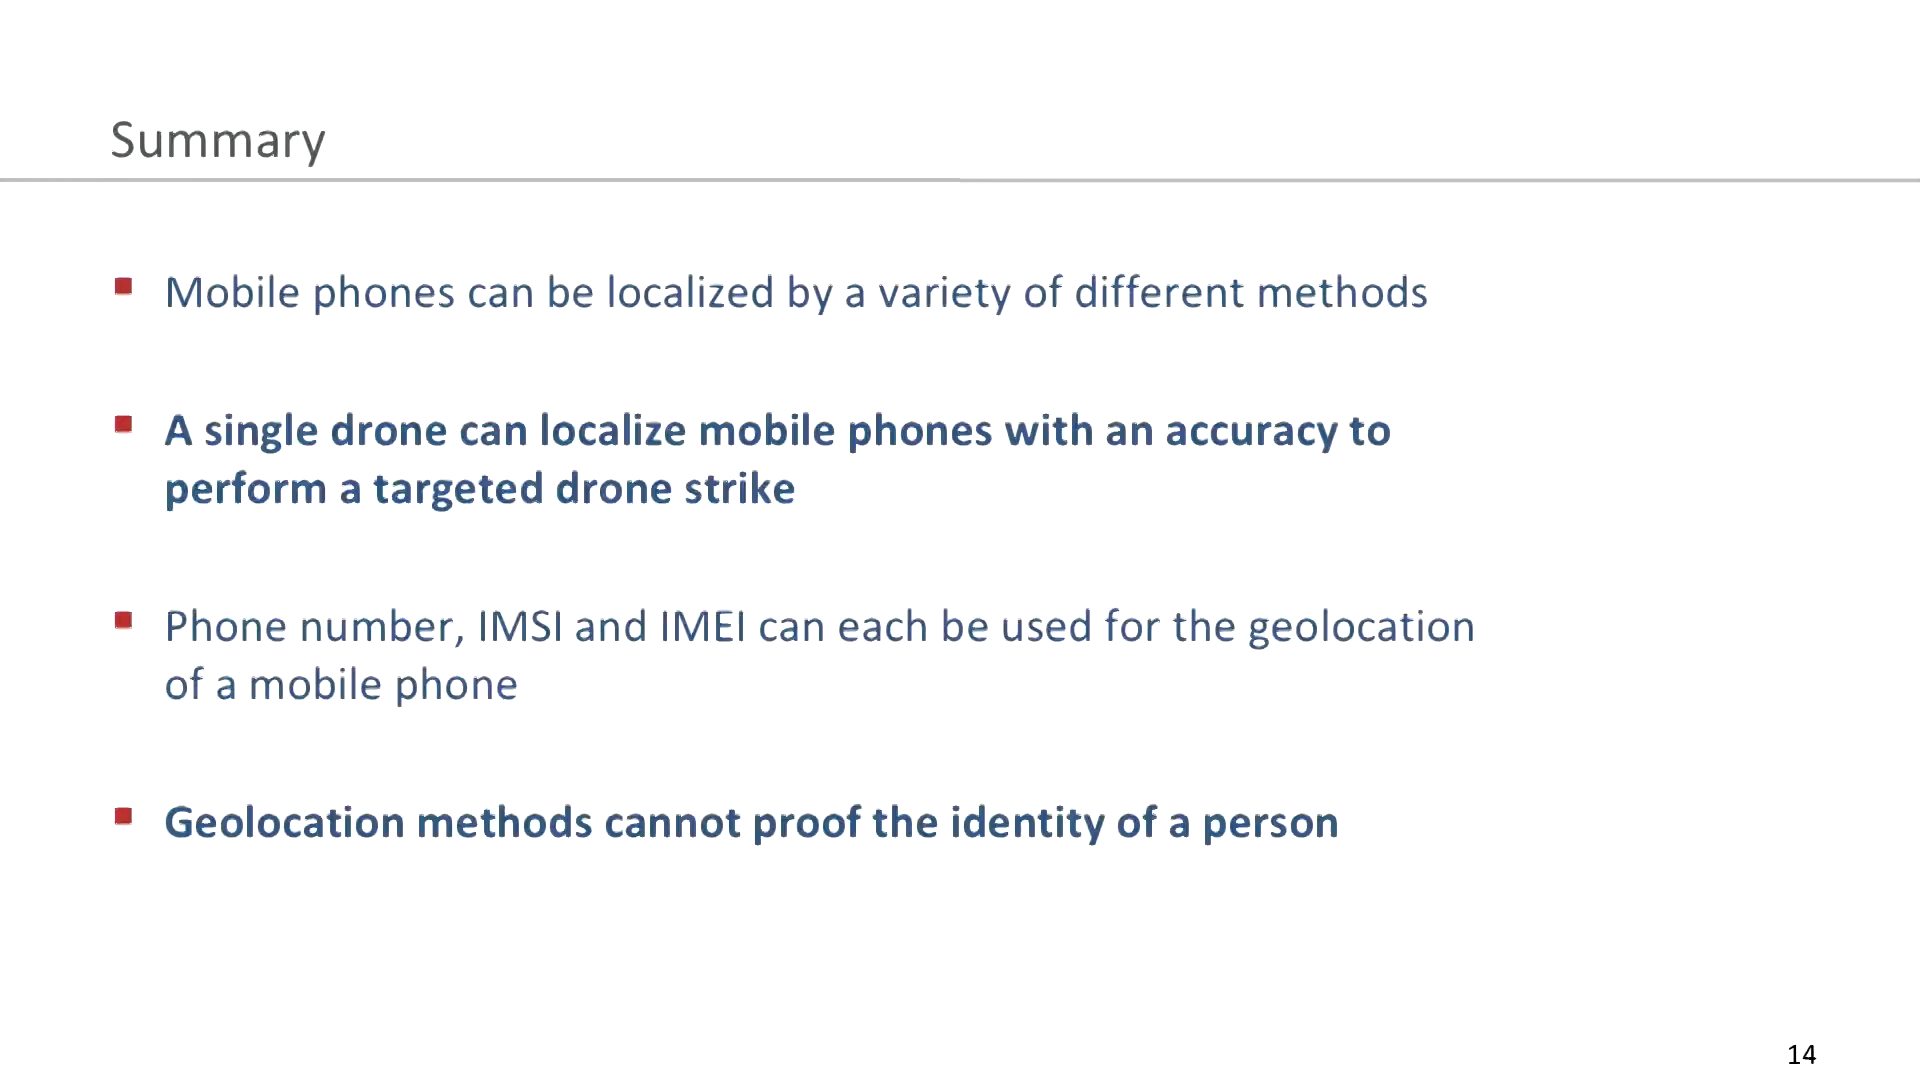 Summary
Mobile phones can be localized by a variety of different methods
A single drone can localize mobile phones with an accuracy to
perform a targeted drone strike
Phone number, IMSI and IMEI can each be used for the geolocation
of a mobile phone
Geolocation methods cannot proof the identity of a person
14